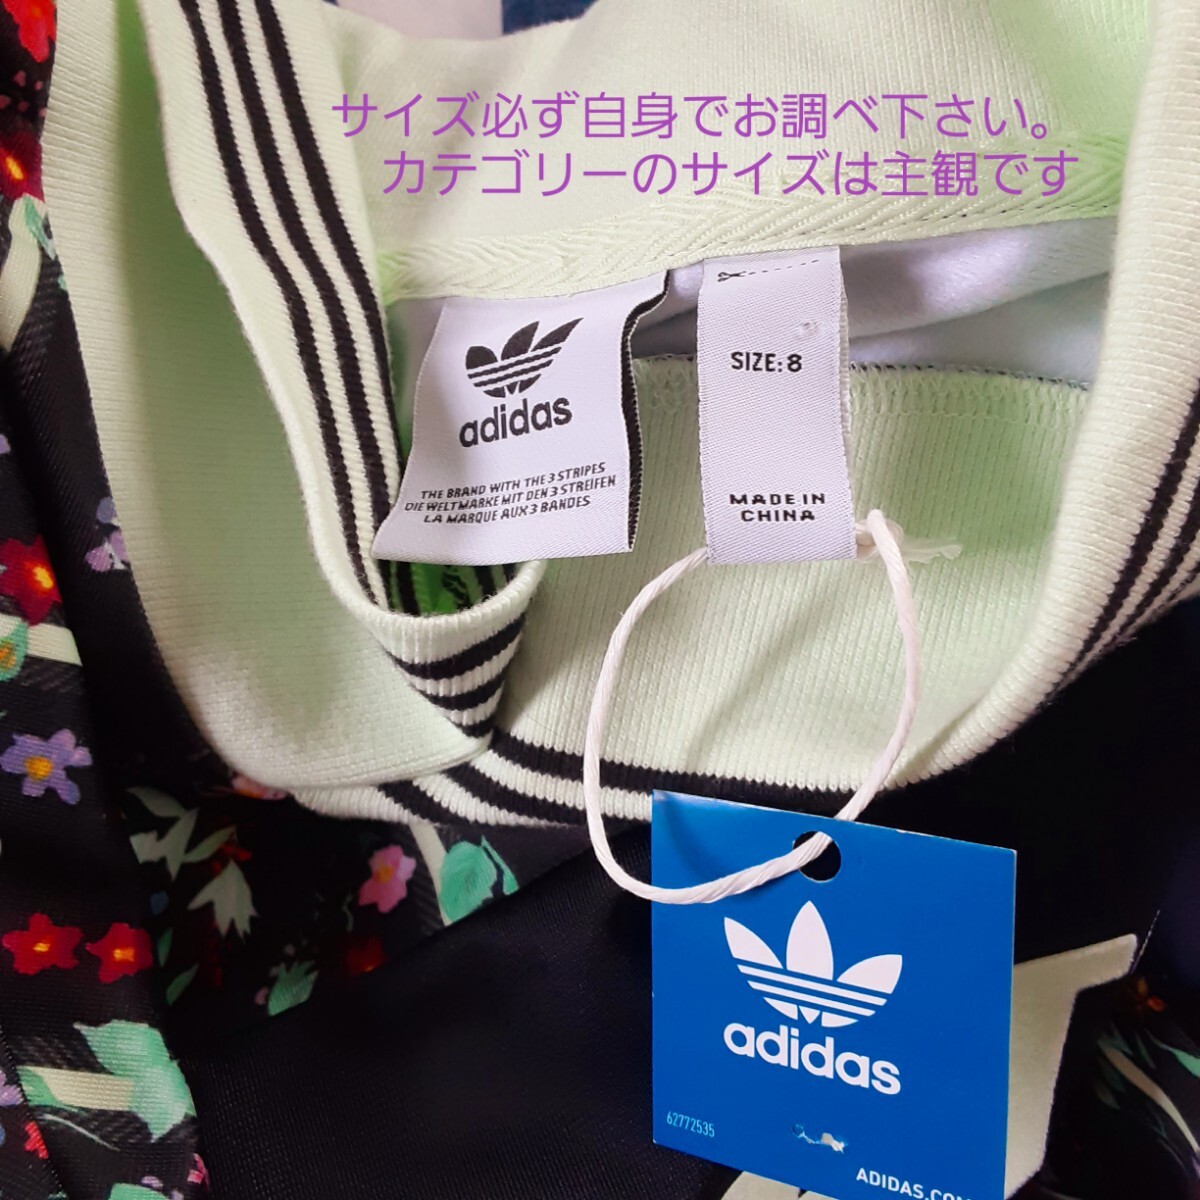 サイズ必ず自身でお調べ下さい。
カテゴリーのサイズは主観です
adidas
THE BRAND WITH THE 3 STRIPES
DIE WELTMARKE MIT DEN 3 STREIFEN
LA MARQUE AUX 3 BANDES
SIZE: 8
MADE IN
CHINA
adidas
62772535
ADIDAS.COM